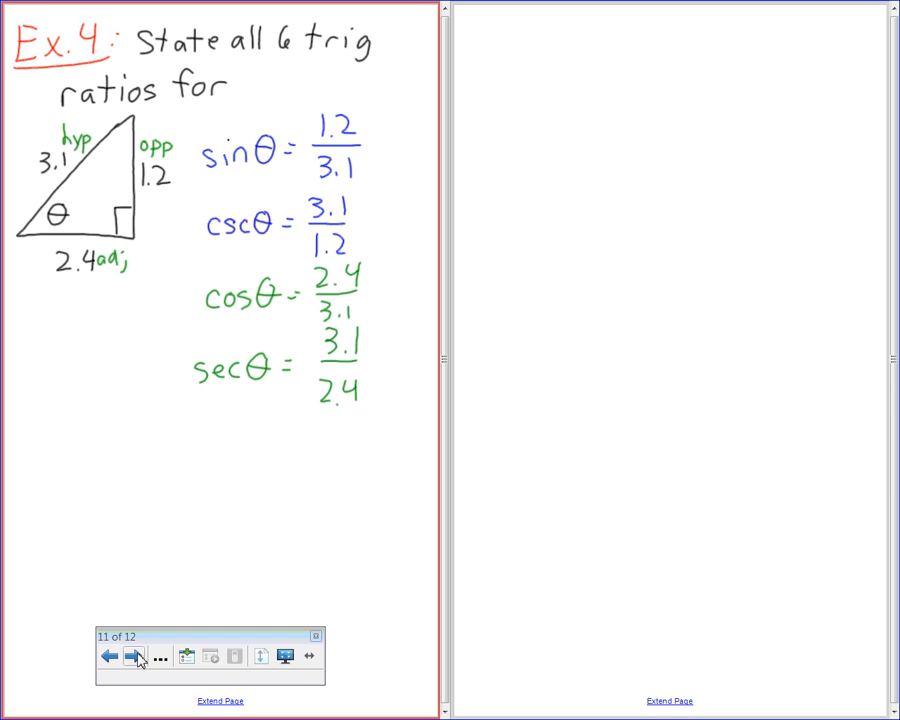 Ex.4: State all 6 trig
ratios for
hyp
3.1
opp
1.2
θ
2.4 adj
sinθ = 1.2
3.1
cscθ = 3.1
1.2
cosθ = 2.4
3.1
secθ = 3.1
2.4
11 of 12
...
Extend Page
Extend Page